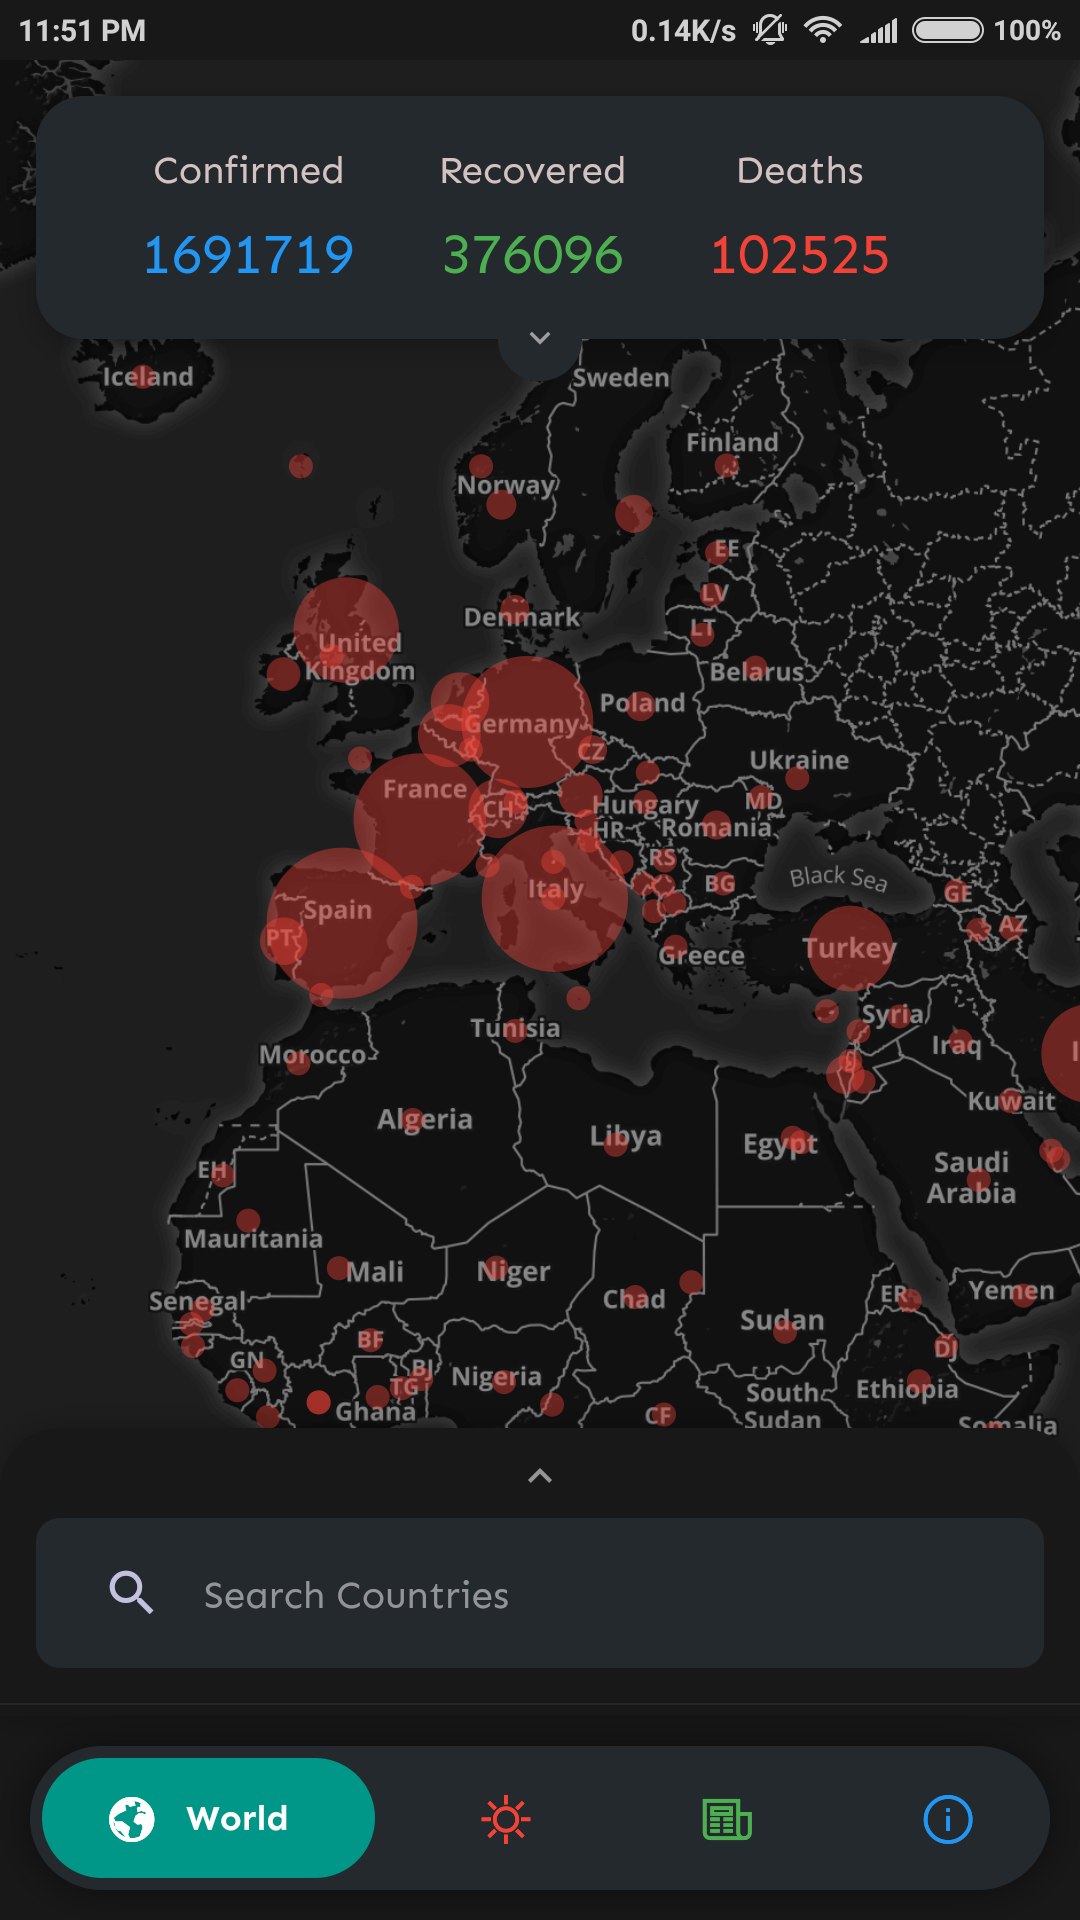 11:51 PM 0.14K/s 100%
Confirmed Recovered Deaths
1691719 376096 102525
Iceland
Sweden
Finland
Norway
EE
LV
Denmark
LT
United
Kingdom
Belarus
Poland
Germany
CZ
Ukraine
France
CH
Hungary
MD
HR
Romania
RS
Black Sea
Italy
BG
GE
Spain
PT
AZ
Turkey
Greece
Syria
Tunisia
Iraq
I
Morocco
Kuwait
Algeria
Libya
Egypt
Saudi
Arabia
EH
Mauritania
Mali
Niger
Chad
ER
Yemen
Senegal
Sudan
BF
DJ
GN
BJ
Nigeria
TG
Ethiopia
South
Sudan
Ghana
CF
Somalia
Search Countries
World